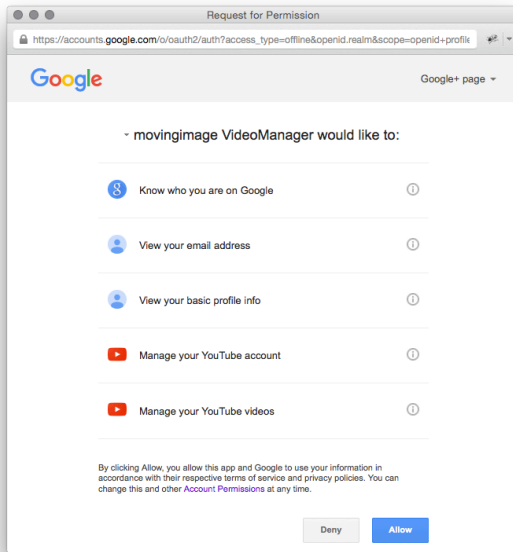 Request for Permission
https://accounts.google.com/o/oauth2/auth?access_type=offline&openid.realm&scope=openid+profile
Google
Google+ page
movingimage VideoManager would like to:
8 Know who you are on Google
View your email address
View your basic profile info
Manage your YouTube account
Manage your YouTube videos
By clicking Allow, you allow this app and Google to use your information in
accordance with their respective terms of service and privacy policies. You can
change this and other Account Permissions at any time.
Deny
Allow